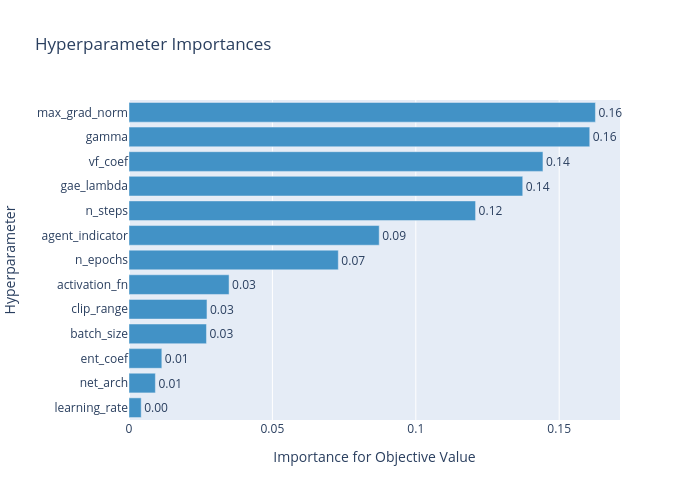 Hyperparameter Importances
Hyperparameter
max_grad_norm 0.16
gamma 0.16
vf_coef 0.14
gae_lambda 0.14
n_steps 0.12
agent_indicator 0.09
n_epochs 0.07
activation_fn 0.03
clip_range 0.03
batch_size 0.03
ent_coef 0.01
net_arch 0.01
learning_rate 0.00
0 0.05 0.1 0.15
Importance for Objective Value